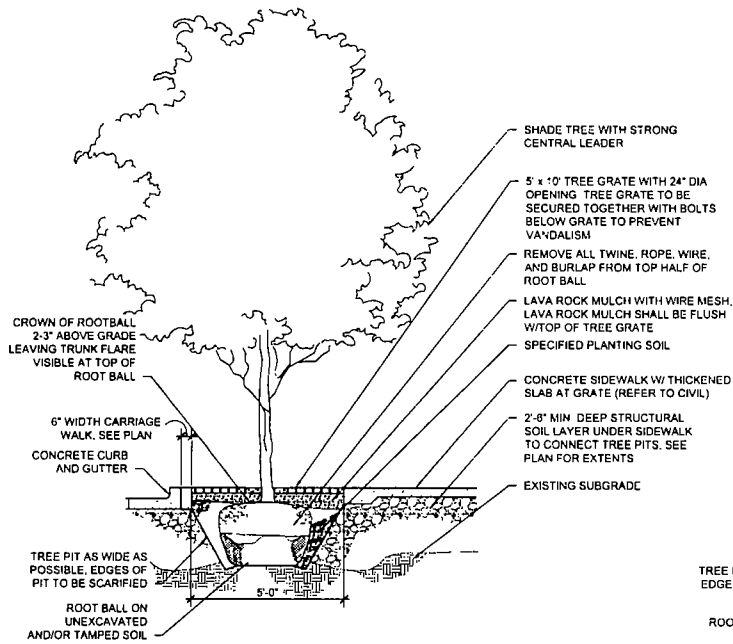 SHADE TREE WITH STRONG
CENTRAL LEADER
5' x 10' TREE GRATE WITH 24" DIA
OPENING TREE GRATE TO BE
SECURED TOGETHER WITH BOLTS
BELOW GRATE TO PREVENT
VANDALISM
REMOVE ALL TWINE, ROPE, WIRE,
AND BURLAP FROM TOP HALF OF
ROOT BALL
LAVA ROCK MULCH WITH WIRE MESH.
LAVA ROCK MULCH SHALL BE FLUSH
W/TOP OF TREE GRATE
SPECIFIED PLANTING SOIL
CONCRETE SIDEWALK W/ THICKENED
SLAB AT GRATE (REFER TO CIVIL)
2'-6" MIN DEEP STRUCTURAL
SOIL LAYER UNDER SIDEWALK
TO CONNECT TREE PITS. SEE
PLAN FOR EXTENTS
EXISTING SUBGRADE
CROWN OF ROOTBALL
2-3" ABOVE GRADE
LEAVING TRUNK FLARE
VISIBLE AT TOP OF
ROOT BALL
6" WIDTH CARRIAGE
WALK, SEE PLAN
CONCRETE CURB
AND GUTTER
TREE PIT AS WIDE AS
POSSIBLE, EDGES OF
PIT TO BE SCARIFIED
ROOT BALL ON
UNEXCAVATED
AND/OR TAMPED SOIL
5'-0"
TREE
EDGE
ROO